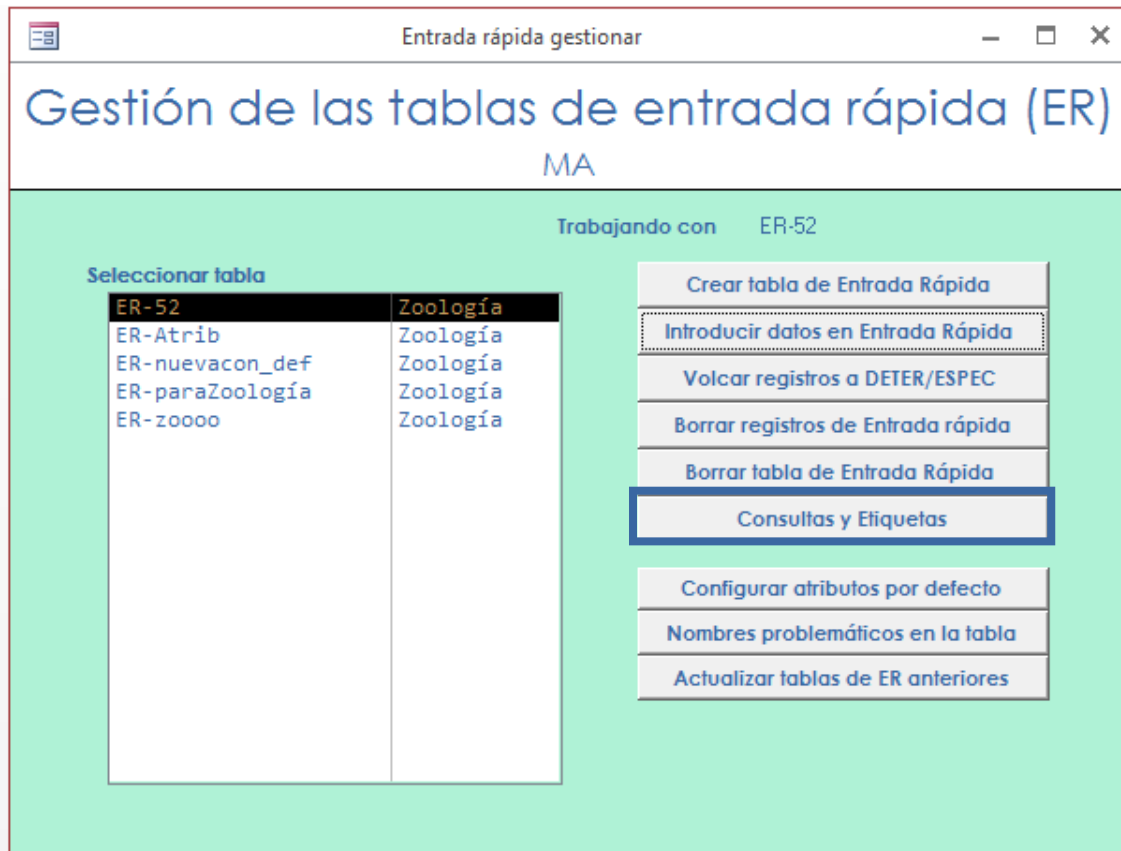 Entrada rápida gestionar
Gestión de las tablas de entrada rápida (ER)
MA
Trabajando con ER-52
Seleccionar tabla
ER-52 Zoología
ER-Atrib Zoología
ER-nuevacon_def Zoología
ER-paraZoología Zoología
ER-zoooo Zoología
Crear tabla de Entrada Rápida
Introducir datos en Entrada Rápida
Volcar registros a DETER/ESPEC
Borrar registros de Entrada rápida
Borrar tabla de Entrada Rápida
Consultas y Etiquetas
Configurar atributos por defecto
Nombres problemáticos en la tabla
Actualizar tablas de ER anteriores